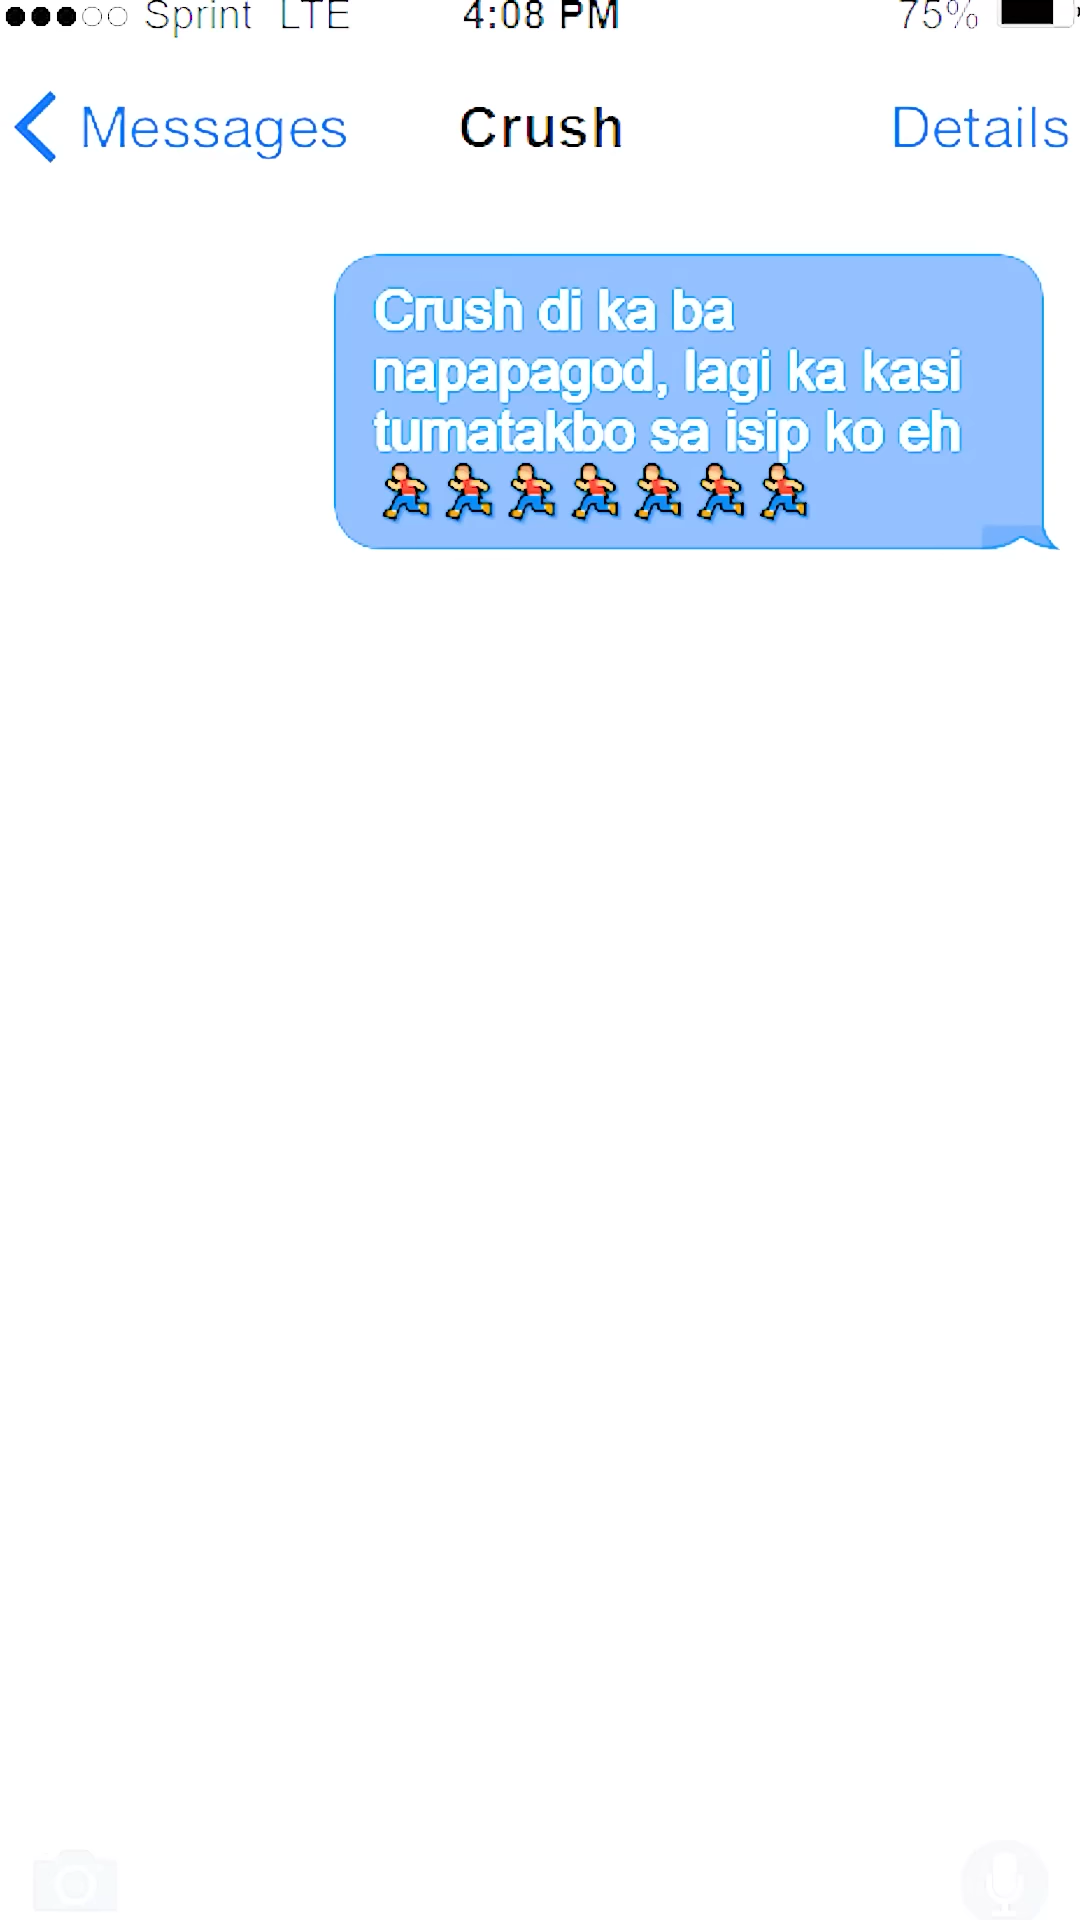 Sprint LTE 4:08 PM 75%
Messages Crush Details
Crush di ka ba
napapagod, lagi ka kasi
tumatakbo sa isip ko eh
🏃🏃🏃🏃🏃🏃🏃